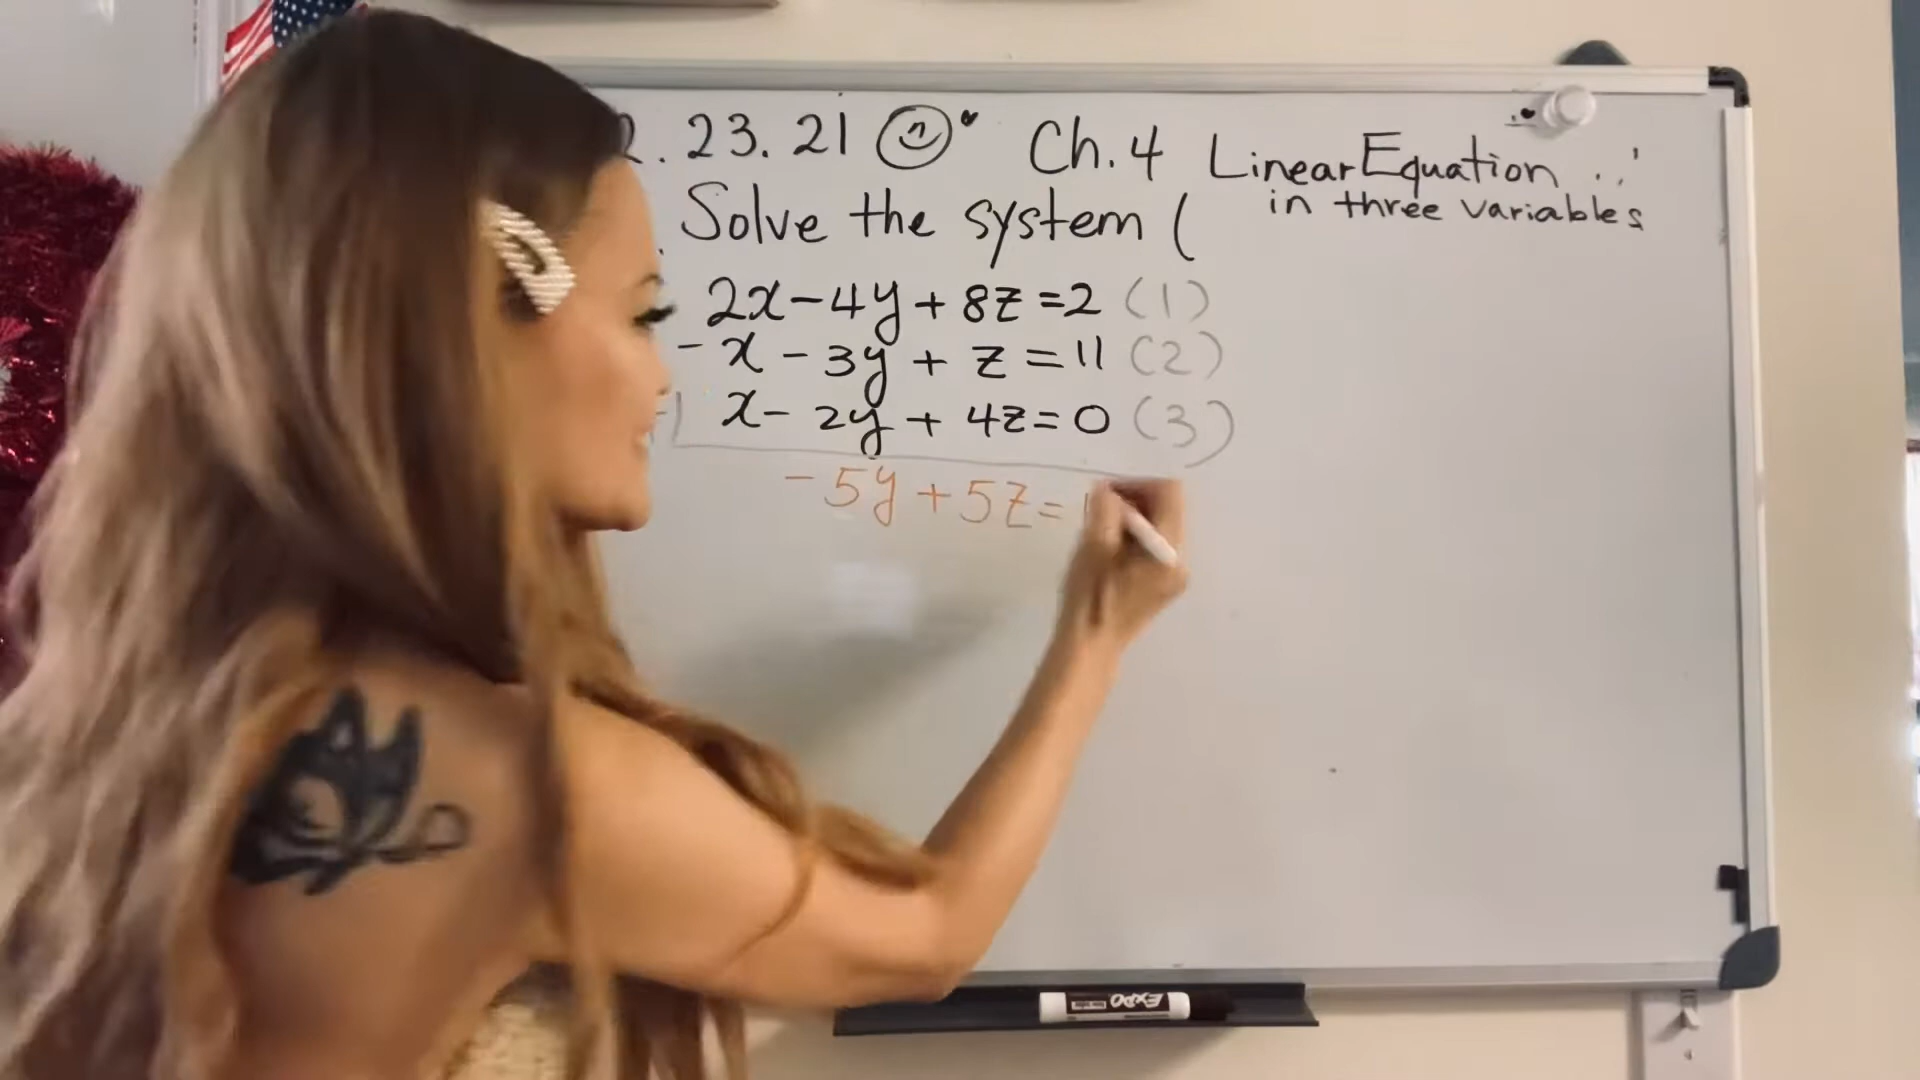 2.23.21 Ch.4 Linear Equation
in three variables
Solve the system (
2x-4y+8z=2 (1)
-x-3y+z=11 (2)
x-2y+4z=0 (3)
-5y+5z=1
EXPO